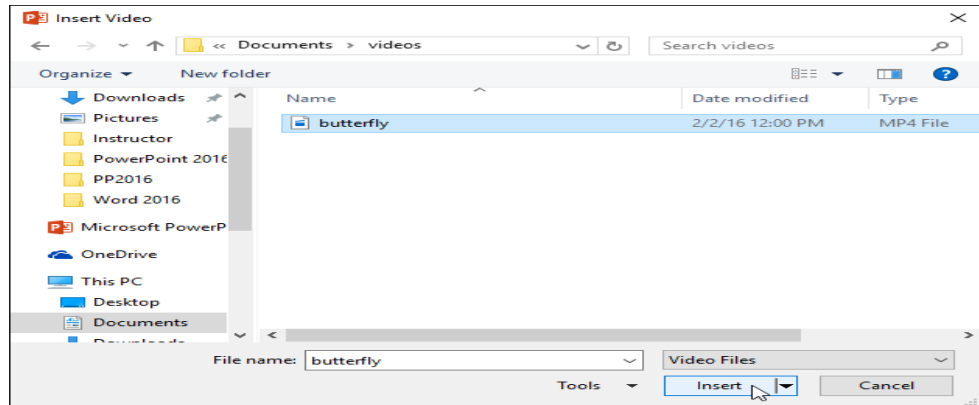 Insert Video
« Documents > videos
Search videos
Organize
New folder
Downloads
Pictures
Instructor
PowerPoint 2016
PP2016
Word 2016
Microsoft PowerP
OneDrive
This PC
Desktop
Documents
Name Date modified Type
butterfly 2/2/16 12:00 PM MP4 File
File name: butterfly
Video Files
Tools
Insert
Cancel